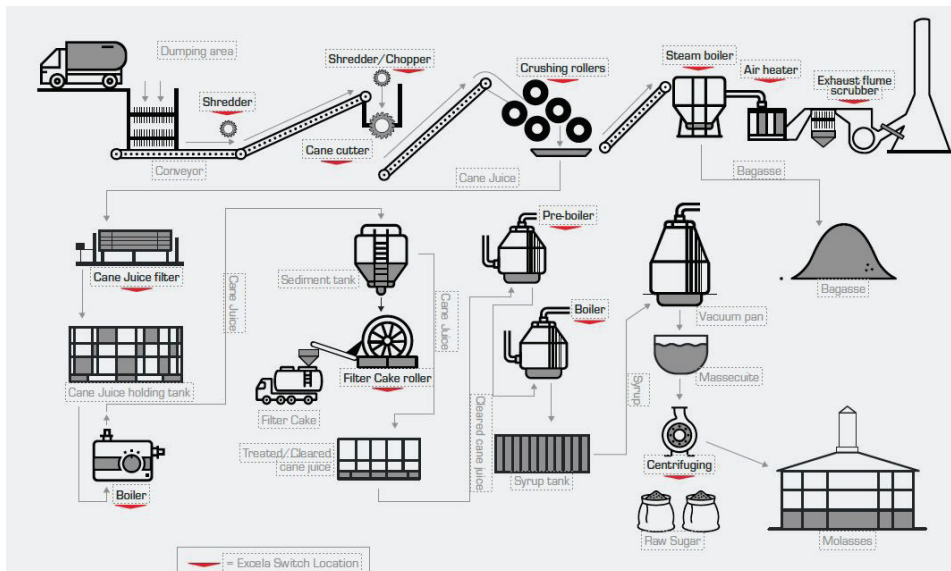 Dumping area
Shredder
Conveyor
Shredder/Chopper
Cane cutter
Crushing rollers
Cane Juice
Steam boiler
Air heater
Exhaust flume
scrubber
Bagasse
Bagasse
Cane Juice filter
Cane Juice holding tank
Boiler
Cane Juice
Sediment tank
Cane Juice
Filter Cake roller
Filter Cake
Treated/Cleared
cane juice
Cleared cane juice
Pre-boiler
Boiler
Syrup tank
Syrup
Vacuum pan
Massecuite
Centrifuging
Raw Sugar
Molasses
= Excela Switch Location